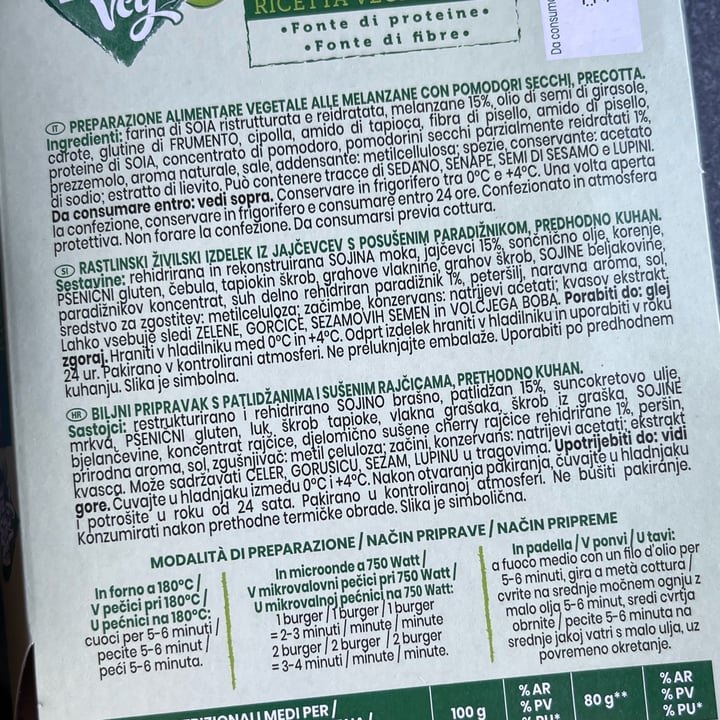 Veg
RICETTA
•Fonte di proteine•
•Fonte di fibre•
Da consum
IT PREPARAZIONE ALIMENTARE VEGETALE ALLE MELANZANE CON POMODORI SECCHI, PRECOTTA.
Ingredienti: farina di SOIA ristrutturata e reidratata, melanzane 15%, olio di semi di girasole,
carote, glutine di FRUMENTO, cipolla, amido di tapioca, fibra di pisello, amido di pisello,
proteine di SOIA, concentrato di pomodoro, pomodorini secchi parzialmente reidratati 1%,
prezzemolo, aroma naturale, sale, addensante: metilcellulosa; spezie, conservante: acetato
di sodio; estratto di lievito. Può contenere tracce di SEDANO, SENAPE, SEMI DI SESAMO e LUPINI.
Da consumare entro: vedi sopra. Conservare in frigorifero tra 0°C e +4°C. Una volta aperta
la confezione, conservare in frigorifero e consumare entro 24 ore. Confezionato in atmosfera
protettiva. Non forare la confezione. Da consumarsi previa cottura.
SI RASTLINSKI ŽIVILSKI IZDELEK IZ JAJČEVCEV S POSUŠENIM PARADIŽNIKOM, PREDHODNO KUHAN.
Sestavine: rehidrirana in rekonstruirana SOJINA moka, jajčevci 15%, sončnično olje, korenje,
PŠENIČNI gluten, čebula, tapiokin škrob, grahove vlaknine, grahov škrob, SOJINE beljakovine,
paradižnikov koncentrat, suh delno rehidriran paradižnik 1%, peteršilj, naravna aroma, sol,
sredstvo za zgostitev: metilceluloza; začimbe, konzervans: natrijevi acetati; kvasov ekstrakt.
Lahko vsebuje sledi ZELENE, GORČICE, SEZAMOVIH SEMEN in VOLČJEGA BOBA. Porabiti do: glej
zgoraj. Hraniti v hladilniku med 0°C in +4°C. Odprt izdelek hraniti v hladilniku in uporabiti v roku
24 ur. Pakirano v kontrolirani atmosferi. Ne preluknjajte embalaže. Uporabiti po predhodnem
kuhanju. Slika je simbolna.
HR BILJNI PRIPRAVAK S PATLIDŽANIMA I SUŠENIM RAJČICAMA, PRETHODNO KUHAN.
Sastojci: restrukturirano i rehidrirano SOJINO brašno, patlidžan 15%, suncokretovo ulje,
mrkva, PŠENIČNI gluten, luk, škrob tapioke, vlakna grašaka, škrob iz graška, SOJINE
bjelančevine, koncentrat rajčice, djelomično sušene cherry rajčice rehidrirane 1%, peršin,
prirodna aroma, sol, zgušnjivač: metil celuloza; začini, konzervans: natrijevi acetati; ekstrakt
kvasca. Može sadržavati CELER, GORUŠICU, SEZAM, LUPINU u tragovima. Upotrijebiti do: vidi
gore. Čuvajte u hladnjaku između 0°C i +4°C. Nakon otvaranja pakiranja, čuvajte u hladnjaku
i potrošite u roku od 24 sata. Pakirano u kontroliranoj atmosferi. Ne bušiti pakiranje.
Konzumirati nakon prethodne termičke obrade. Slika je simbolična.
MODALITÀ DI PREPARAZIONE / NAČIN PRIPRAVE / NAČIN PRIPREME
In forno a 180°C /
V pečici pri 180°C /
U pećnici na 180°C:
cuoci per 5-6 minuti /
pecite 5-6 minut /
peći 5-6 minuta.
In microonde a 750 Watt /
V mikrovalovni pečici pri 750 Watt /
U mikrovalnoj pećnici na 750 Watt:
1 burger / 1 burger / 1 burger
= 2-3 minuti / minute / minute
2 burger / 2 burger / 2 burger
= 3-4 minuti / minute / minute.
In padella / V ponvi / U tavi:
a fuoco medio con un filo d'olio per
5-6 minuti, gira a metà cottura /
cvrite na srednje močnem ognju z
malo olja 5-6 minut, sredi cvrtja
obrnite / pecite 5-6 minuta na
srednje jakoj vatri s malo ulja, uz
povremeno okretanje.
MEDI PER /
100 g
% AR
% PV
% PU*
80 g**
% AR
% PV
% PU*